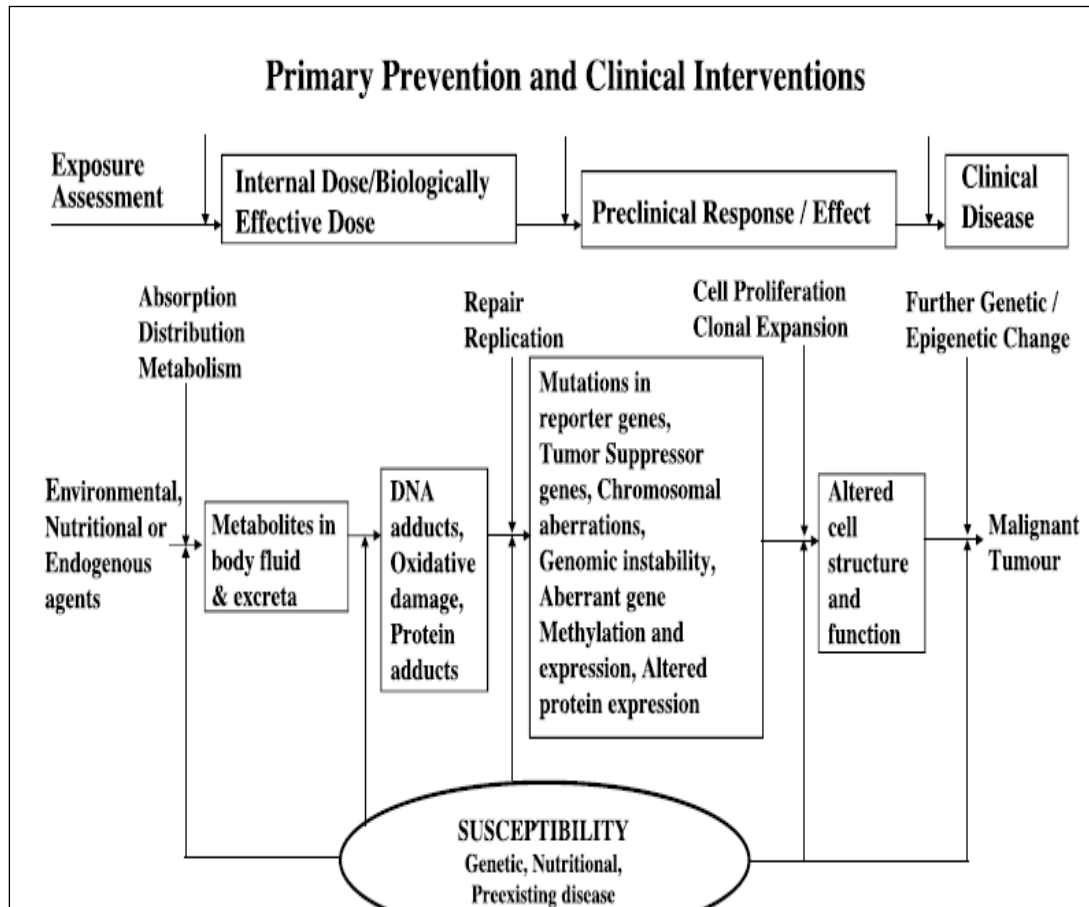 Primary Prevention and Clinical Interventions
Exposure
Assessment
Internal Dose/Biologically
Effective Dose
Preclinical Response / Effect
Clinical
Disease
Absorption
Distribution
Metabolism
Repair
Replication
Cell Proliferation
Clonal Expansion
Further Genetic /
Epigenetic Change
Environmental,
Nutritional or
Endogenous
agents
Metabolites in
body fluid
& excreta
DNA
adducts,
Oxidative
damage,
Protein
adducts
Mutations in
reporter genes,
Tumor Suppressor
genes, Chromosomal
aberrations,
Genomic instability,
Aberrant gene
Methylation and
expression, Altered
protein expression
Altered
cell
structure
and
function
Malignant
Tumour
SUSCEPTIBILITY
Genetic, Nutritional,
Preexisting disease